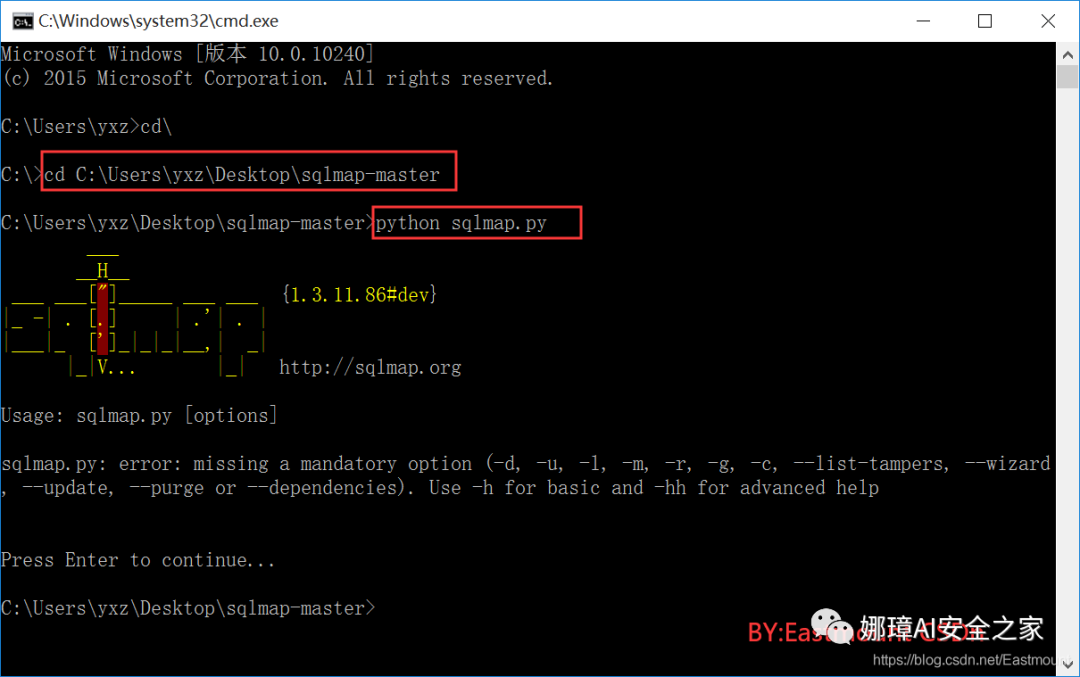 C:\Windows\system32\cmd.exe
Microsoft Windows [版本 10.0.10240]
(c) 2015 Microsoft Corporation. All rights reserved.
C:\Users\yxz>cd\
C:\>cd C:\Users\yxz\Desktop\sqlmap-master
C:\Users\yxz\Desktop\sqlmap-master>python sqlmap.py
        ___
       __H__
 ___ ___["]_____ ___ ___  {1.3.11.86#dev}
|_ -| . [.]     | .'| . |
|___|_  [']_|_|_|__,|  _|
      |_|V...       |_|   http://sqlmap.org
Usage: sqlmap.py [options]
sqlmap.py: error: missing a mandatory option (-d, -u, -l, -m, -r, -g, -c, --list-tampers, --wizard
, --update, --purge or --dependencies). Use -h for basic and -hh for advanced help
Press Enter to continue...
C:\Users\yxz\Desktop\sqlmap-master>
娜璋AI安全之家
https://blog.csdn.net/Eastmount